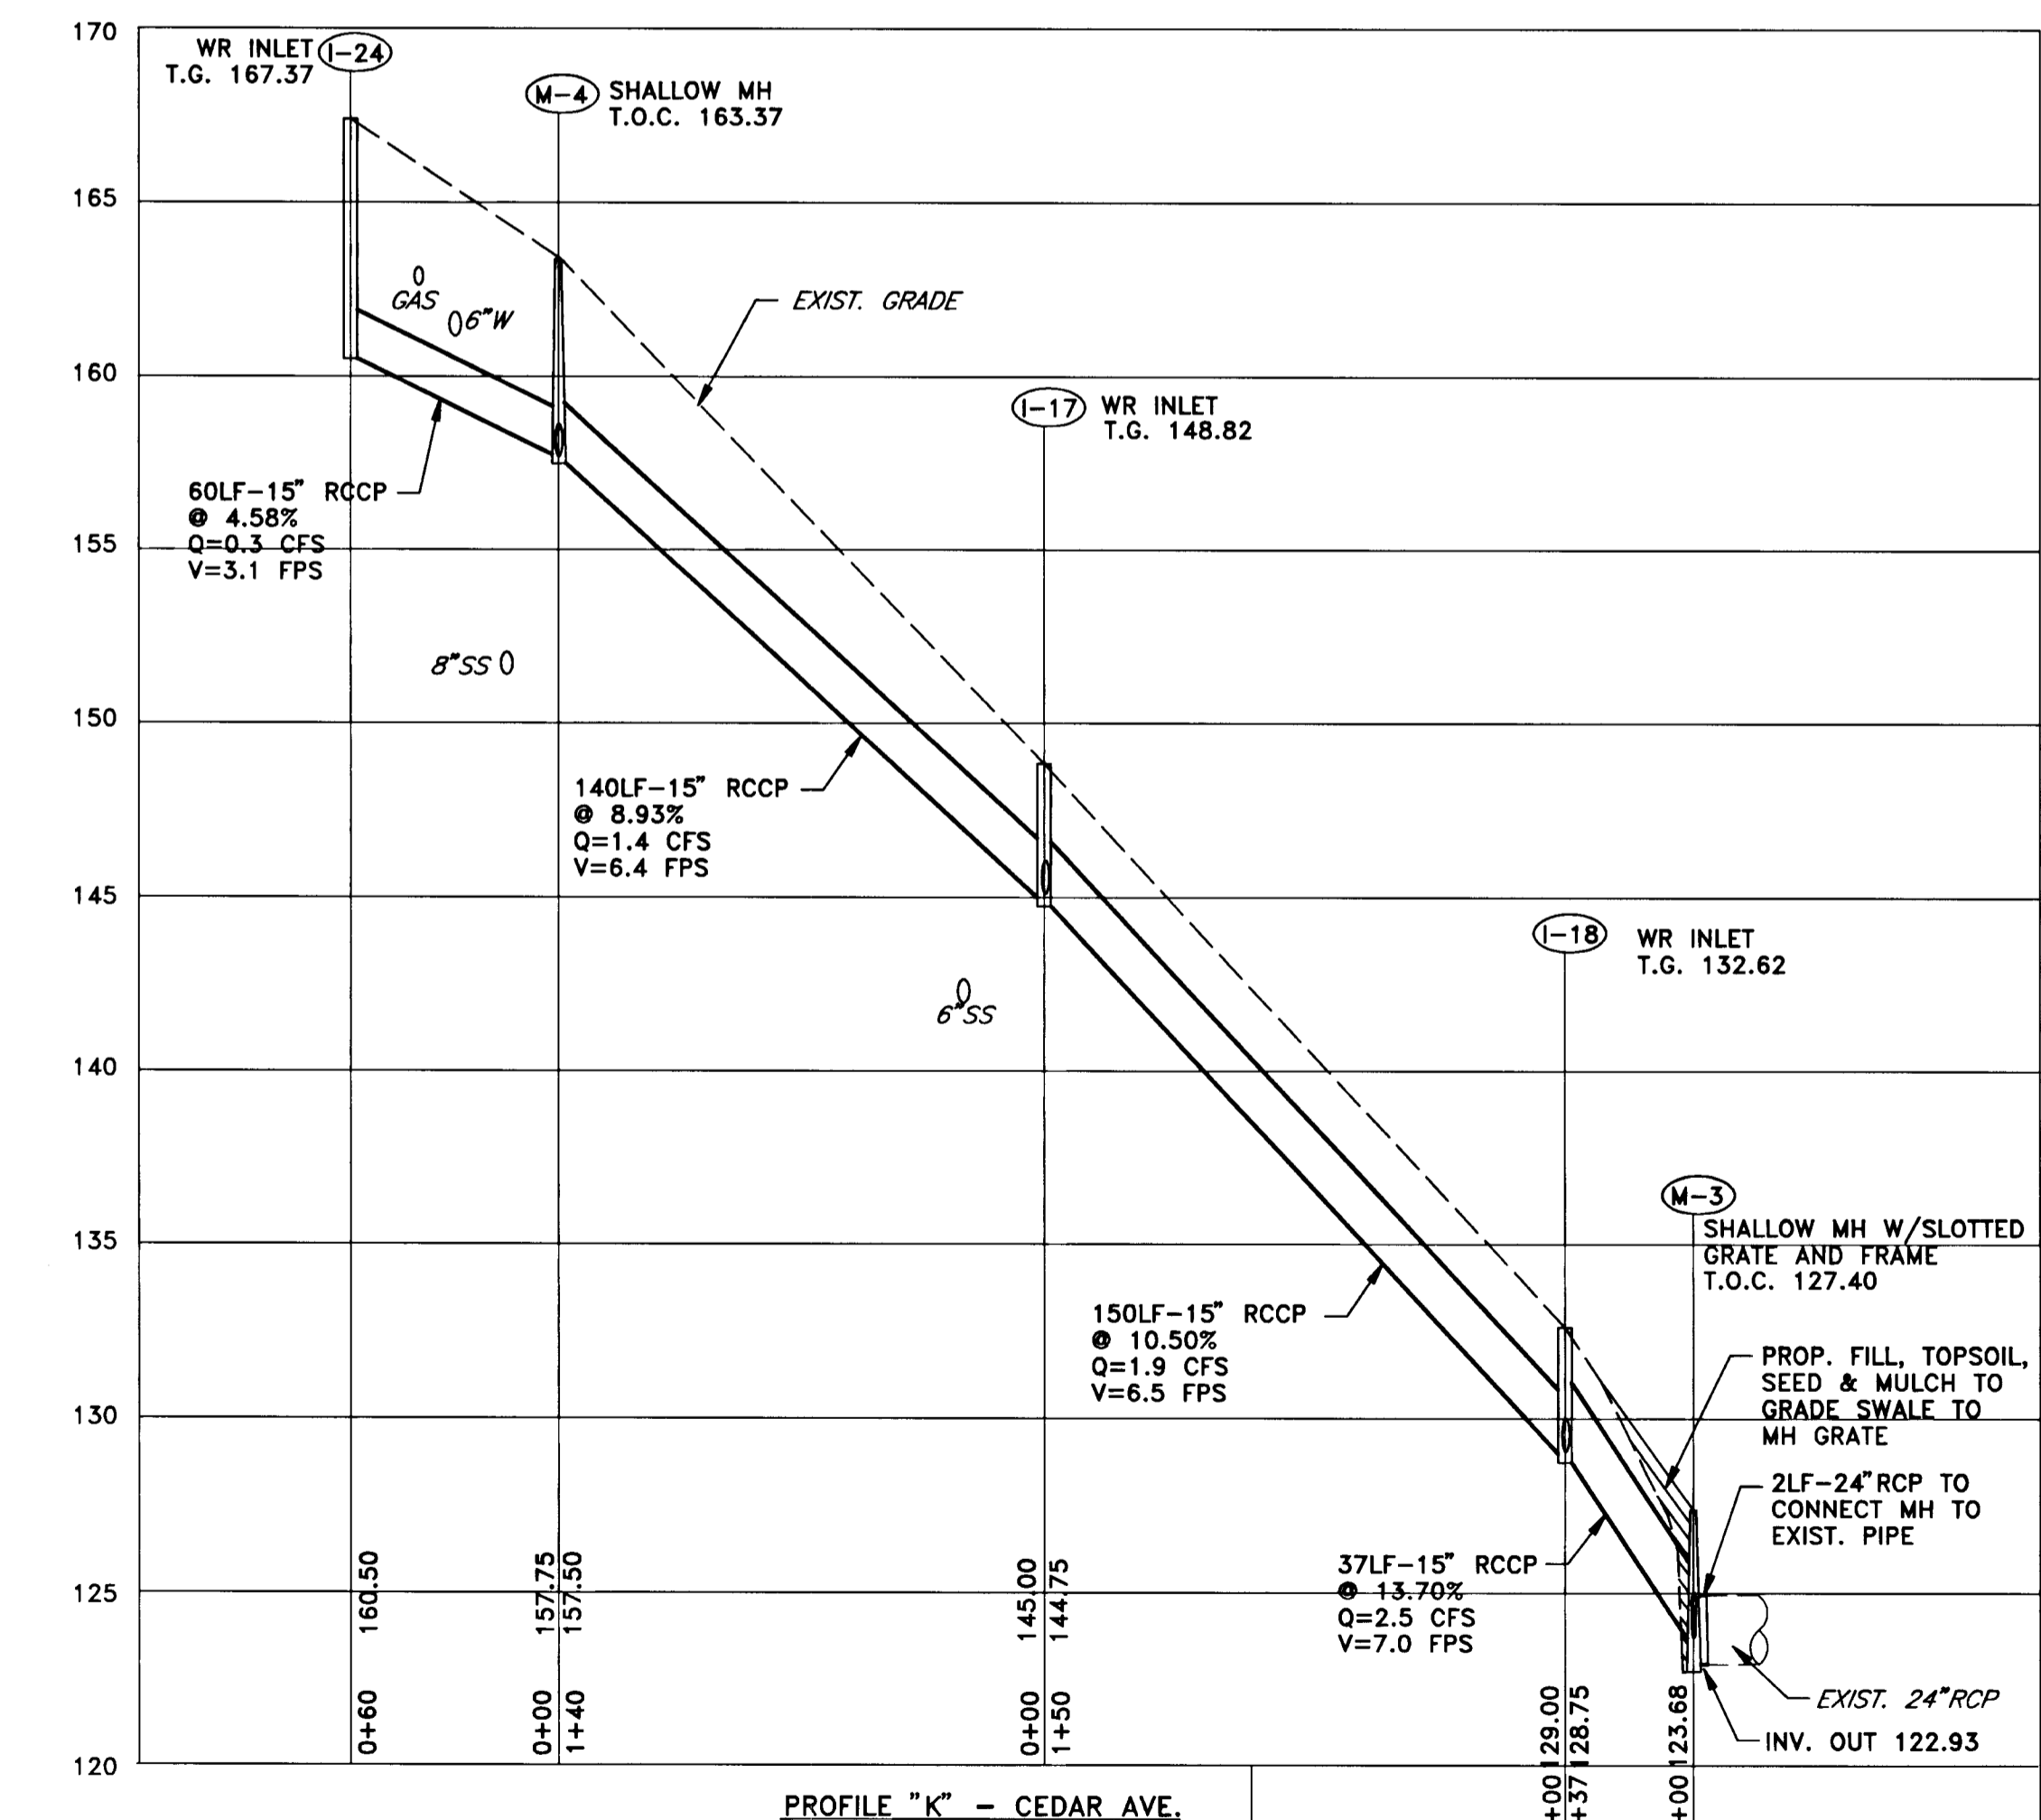 170
WR INLET
T.G. 167.37
I-24
M-4
SHALLOW MH
T.O.C. 163.37
165
GAS
6"W
EXIST. GRADE
160
I-17
WR INLET
T.G. 148.82
60LF-15" RCCP
@ 4.58%
Q=0.3 CFS
V=3.1 FPS
155
8"SS
150
140LF-15" RCCP
@ 8.93%
Q=1.4 CFS
V=6.4 FPS
145
I-18
WR INLET
T.G. 132.62
6"SS
140
M-3
135
SHALLOW MH W/SLOTTED
GRATE AND FRAME
T.O.C. 127.40
150LF-15" RCCP
@ 10.50%
Q=1.9 CFS
V=6.5 FPS
PROP. FILL, TOPSOIL,
SEED & MULCH TO
GRADE SWALE TO
MH GRATE
130
2LF-24"RCP TO
CONNECT MH TO
EXIST. PIPE
37LF-15" RCCP
@ 13.70%
Q=2.5 CFS
V=7.0 FPS
125
160.50
157.75
157.50
145.00
144.75
129.00
128.75
123.68
EXIST. 24"RCP
INV. OUT 122.93
120
0+60
0+00
1+40
0+00
1+50
+00
+37
+00
PROFILE "K" - CEDAR AVE.